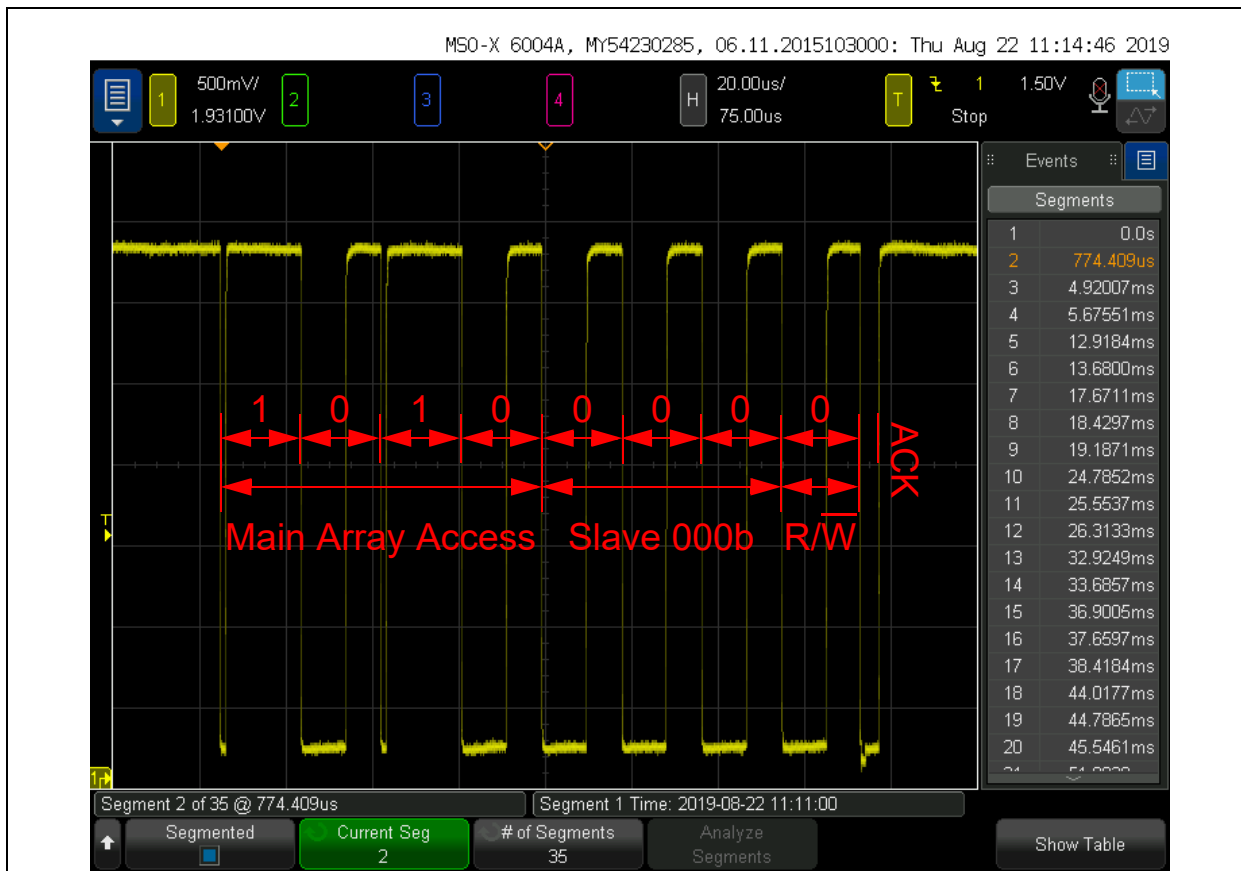 MSO-X 6004A, MY54230285, 06.11.2015103000: Thu Aug 22 11:14:46 2019
1 500mV/ 2 3 4 H 20.00us/ T 1 1.50V
1.93100V 75.00us Stop
Events
Segments
1 0.0s
2 774.409us
3 4.92007ms
4 5.67551ms
5 12.9184ms
6 13.6800ms
7 17.6711ms
8 18.4297ms
9 19.1871ms
10 24.7852ms
11 25.5537ms
12 26.3133ms
13 32.9249ms
14 33.6857ms
15 36.9005ms
16 37.6597ms
17 38.4184ms
18 44.0177ms
19 44.7865ms
20 45.5461ms
1 0 1 0 0 0 0 0
ACK
Main Array Access Slave 000b R/W̅
T
1
Segment 2 of 35 @ 774.409us Segment 1 Time: 2019-08-22 11:11:00
Segmented Current Seg # of Segments Analyze Show Table
2 35 Segments